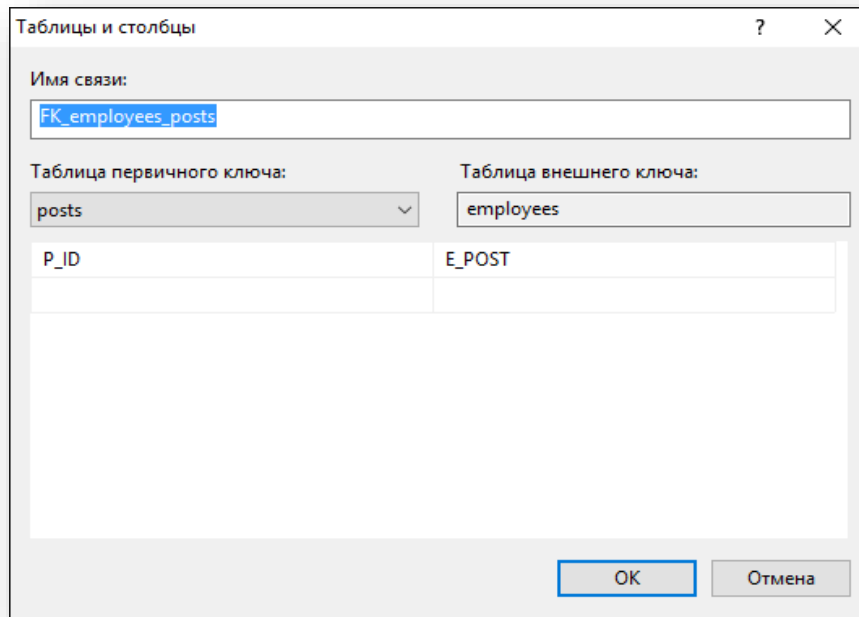 Таблицы и столбцы ?
Имя связи:
FK_employees_posts
Таблица первичного ключа: Таблица внешнего ключа:
posts employees
P_ID E_POST
OK Отмена